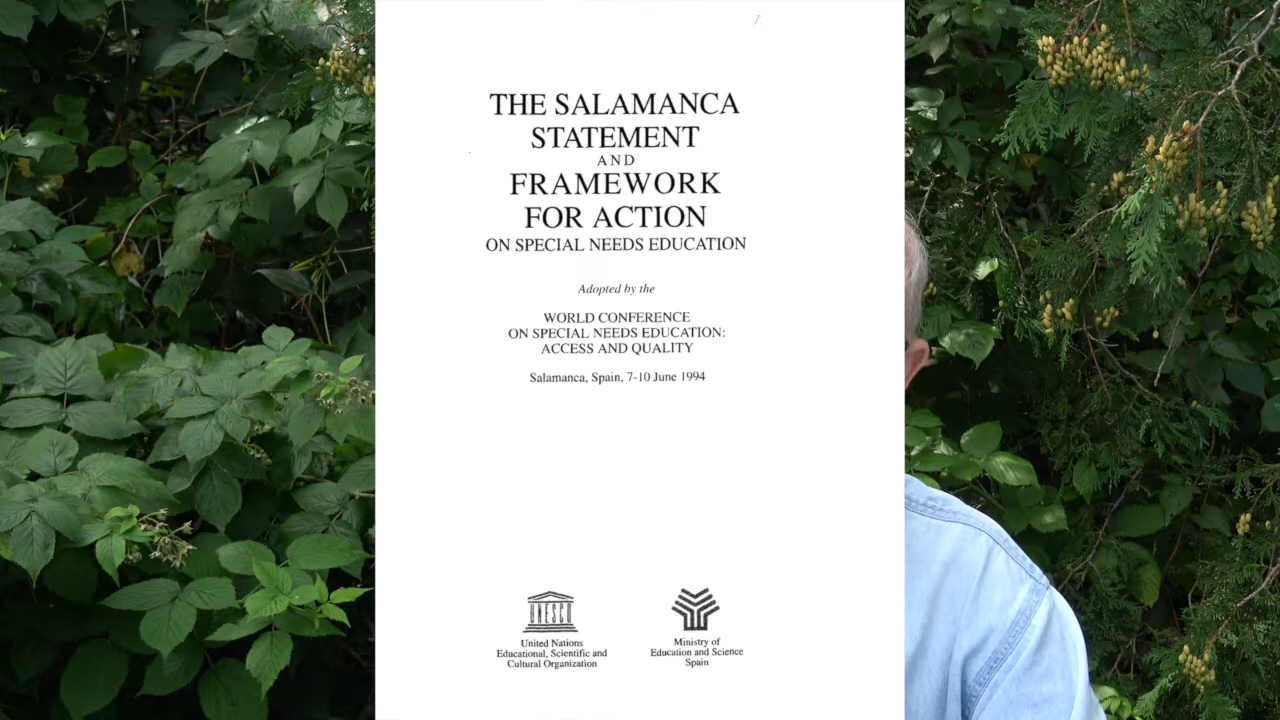 THE SALAMANCA
STATEMENT
AND
FRAMEWORK
FOR ACTION
ON SPECIAL NEEDS EDUCATION
Adopted by the
WORLD CONFERENCE
ON SPECIAL NEEDS EDUCATION:
ACCESS AND QUALITY
Salamanca, Spain, 7-10 June 1994
UNESCO
United Nations
Educational, Scientific and
Cultural Organization
Ministry of
Education and Science
Spain